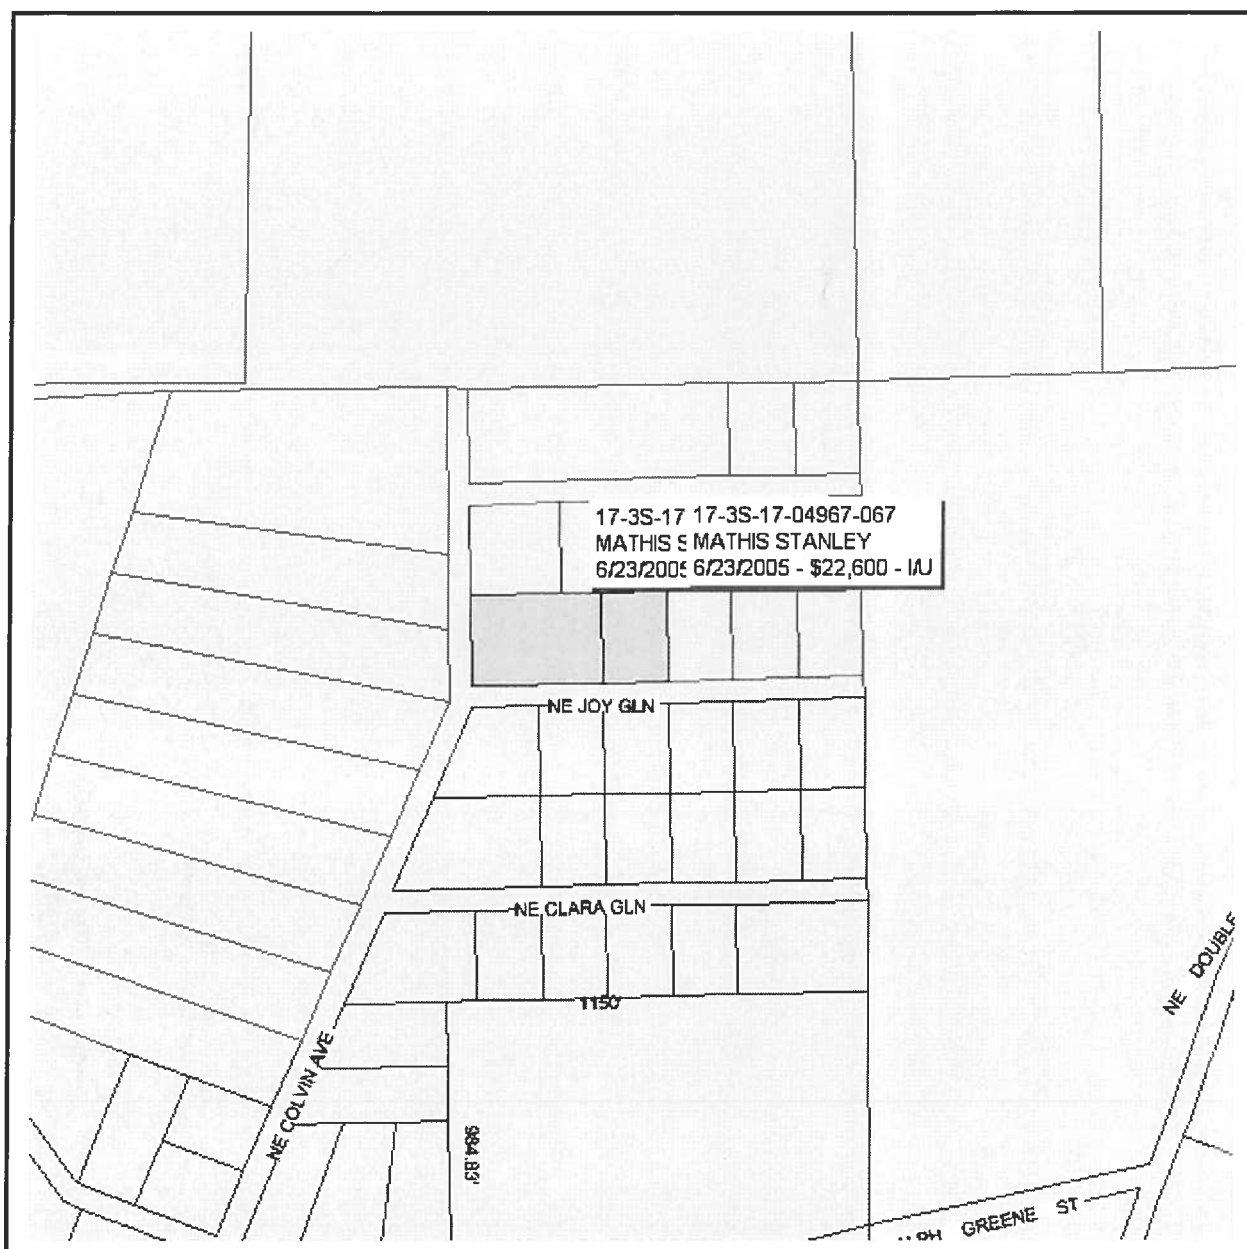 17-3S-17 17-3S-17-04967-067
MATHIS S MATHIS STANLEY
6/23/2005 6/23/2005 - $22,600 - I/U
NE JOY GLN
NE CLARA GLN
1150'
NE COLVIN AVE
984.83'
NE DOUBLE
GREENE ST